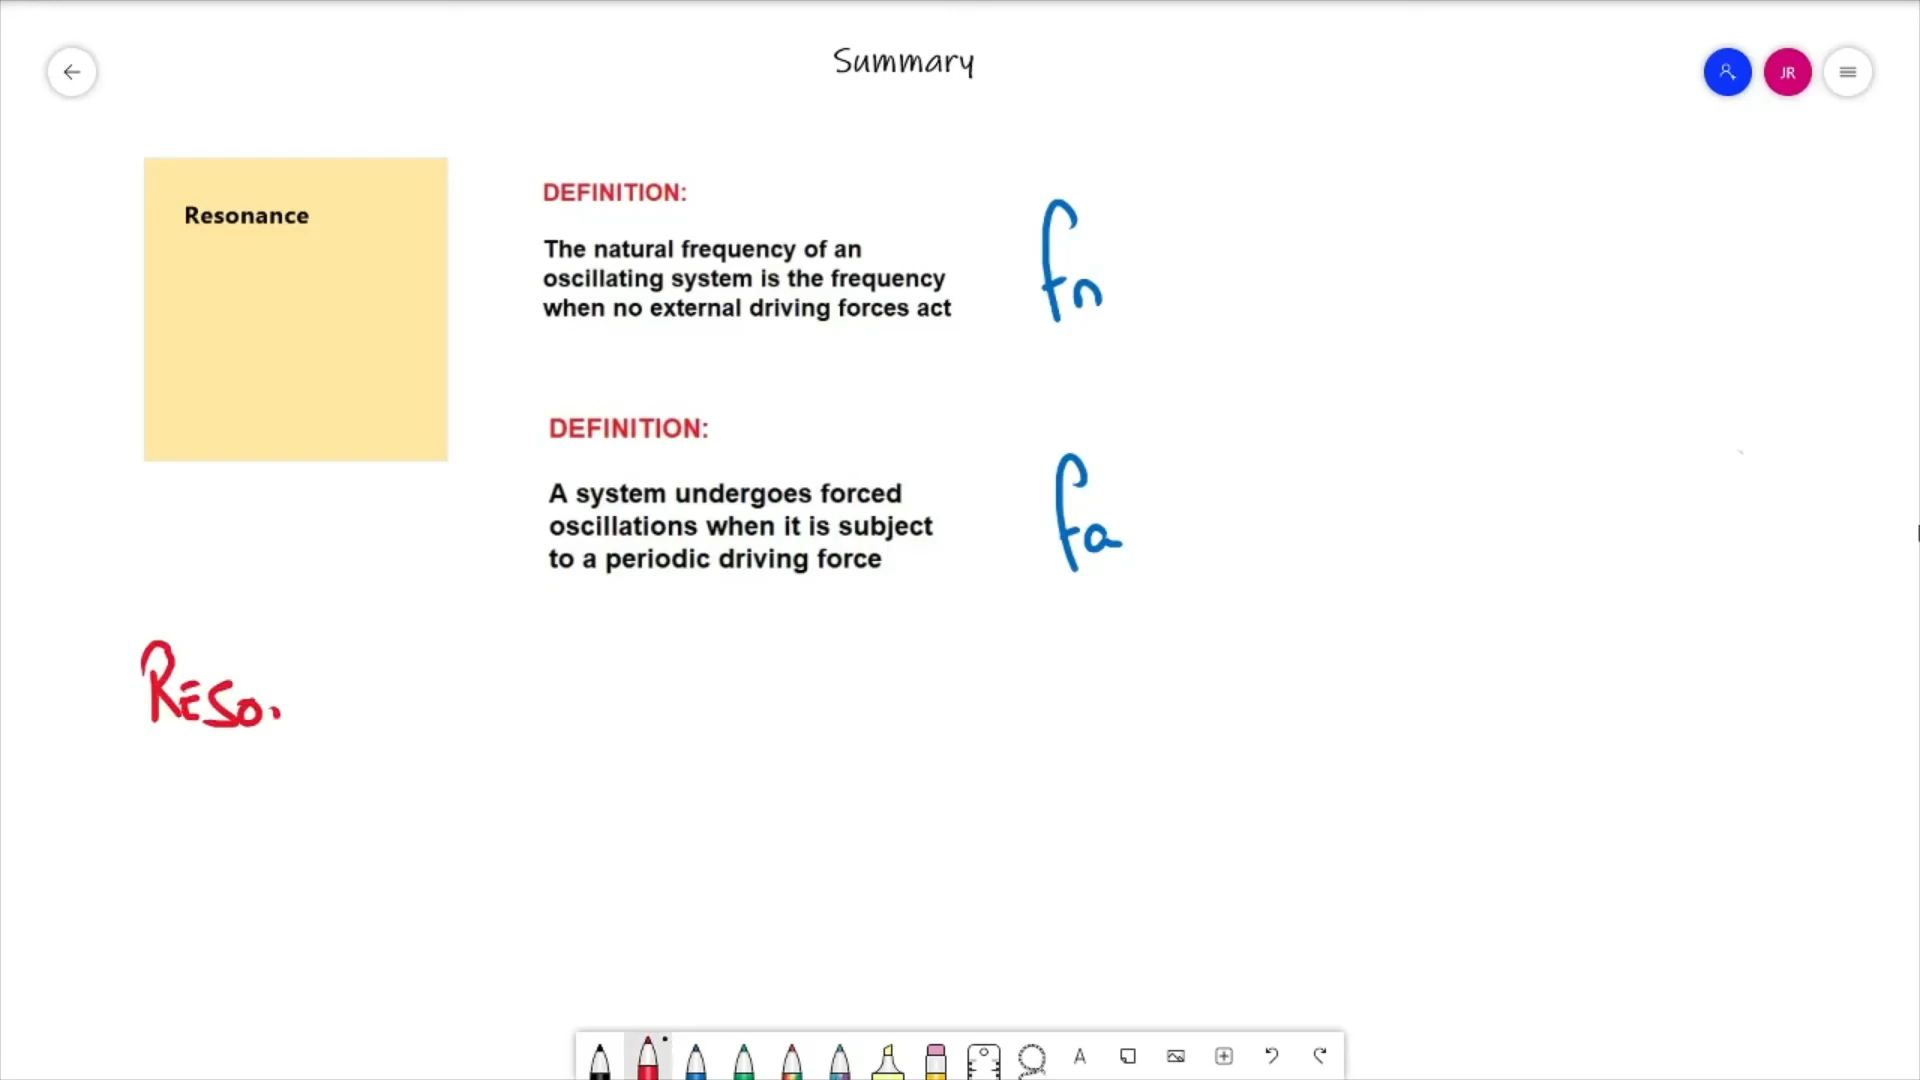 Summary
JR
Resonance
DEFINITION:
The natural frequency of an
oscillating system is the frequency
when no external driving forces act
fn
DEFINITION:
A system undergoes forced
oscillations when it is subject
to a periodic driving force
fa
RESO
A